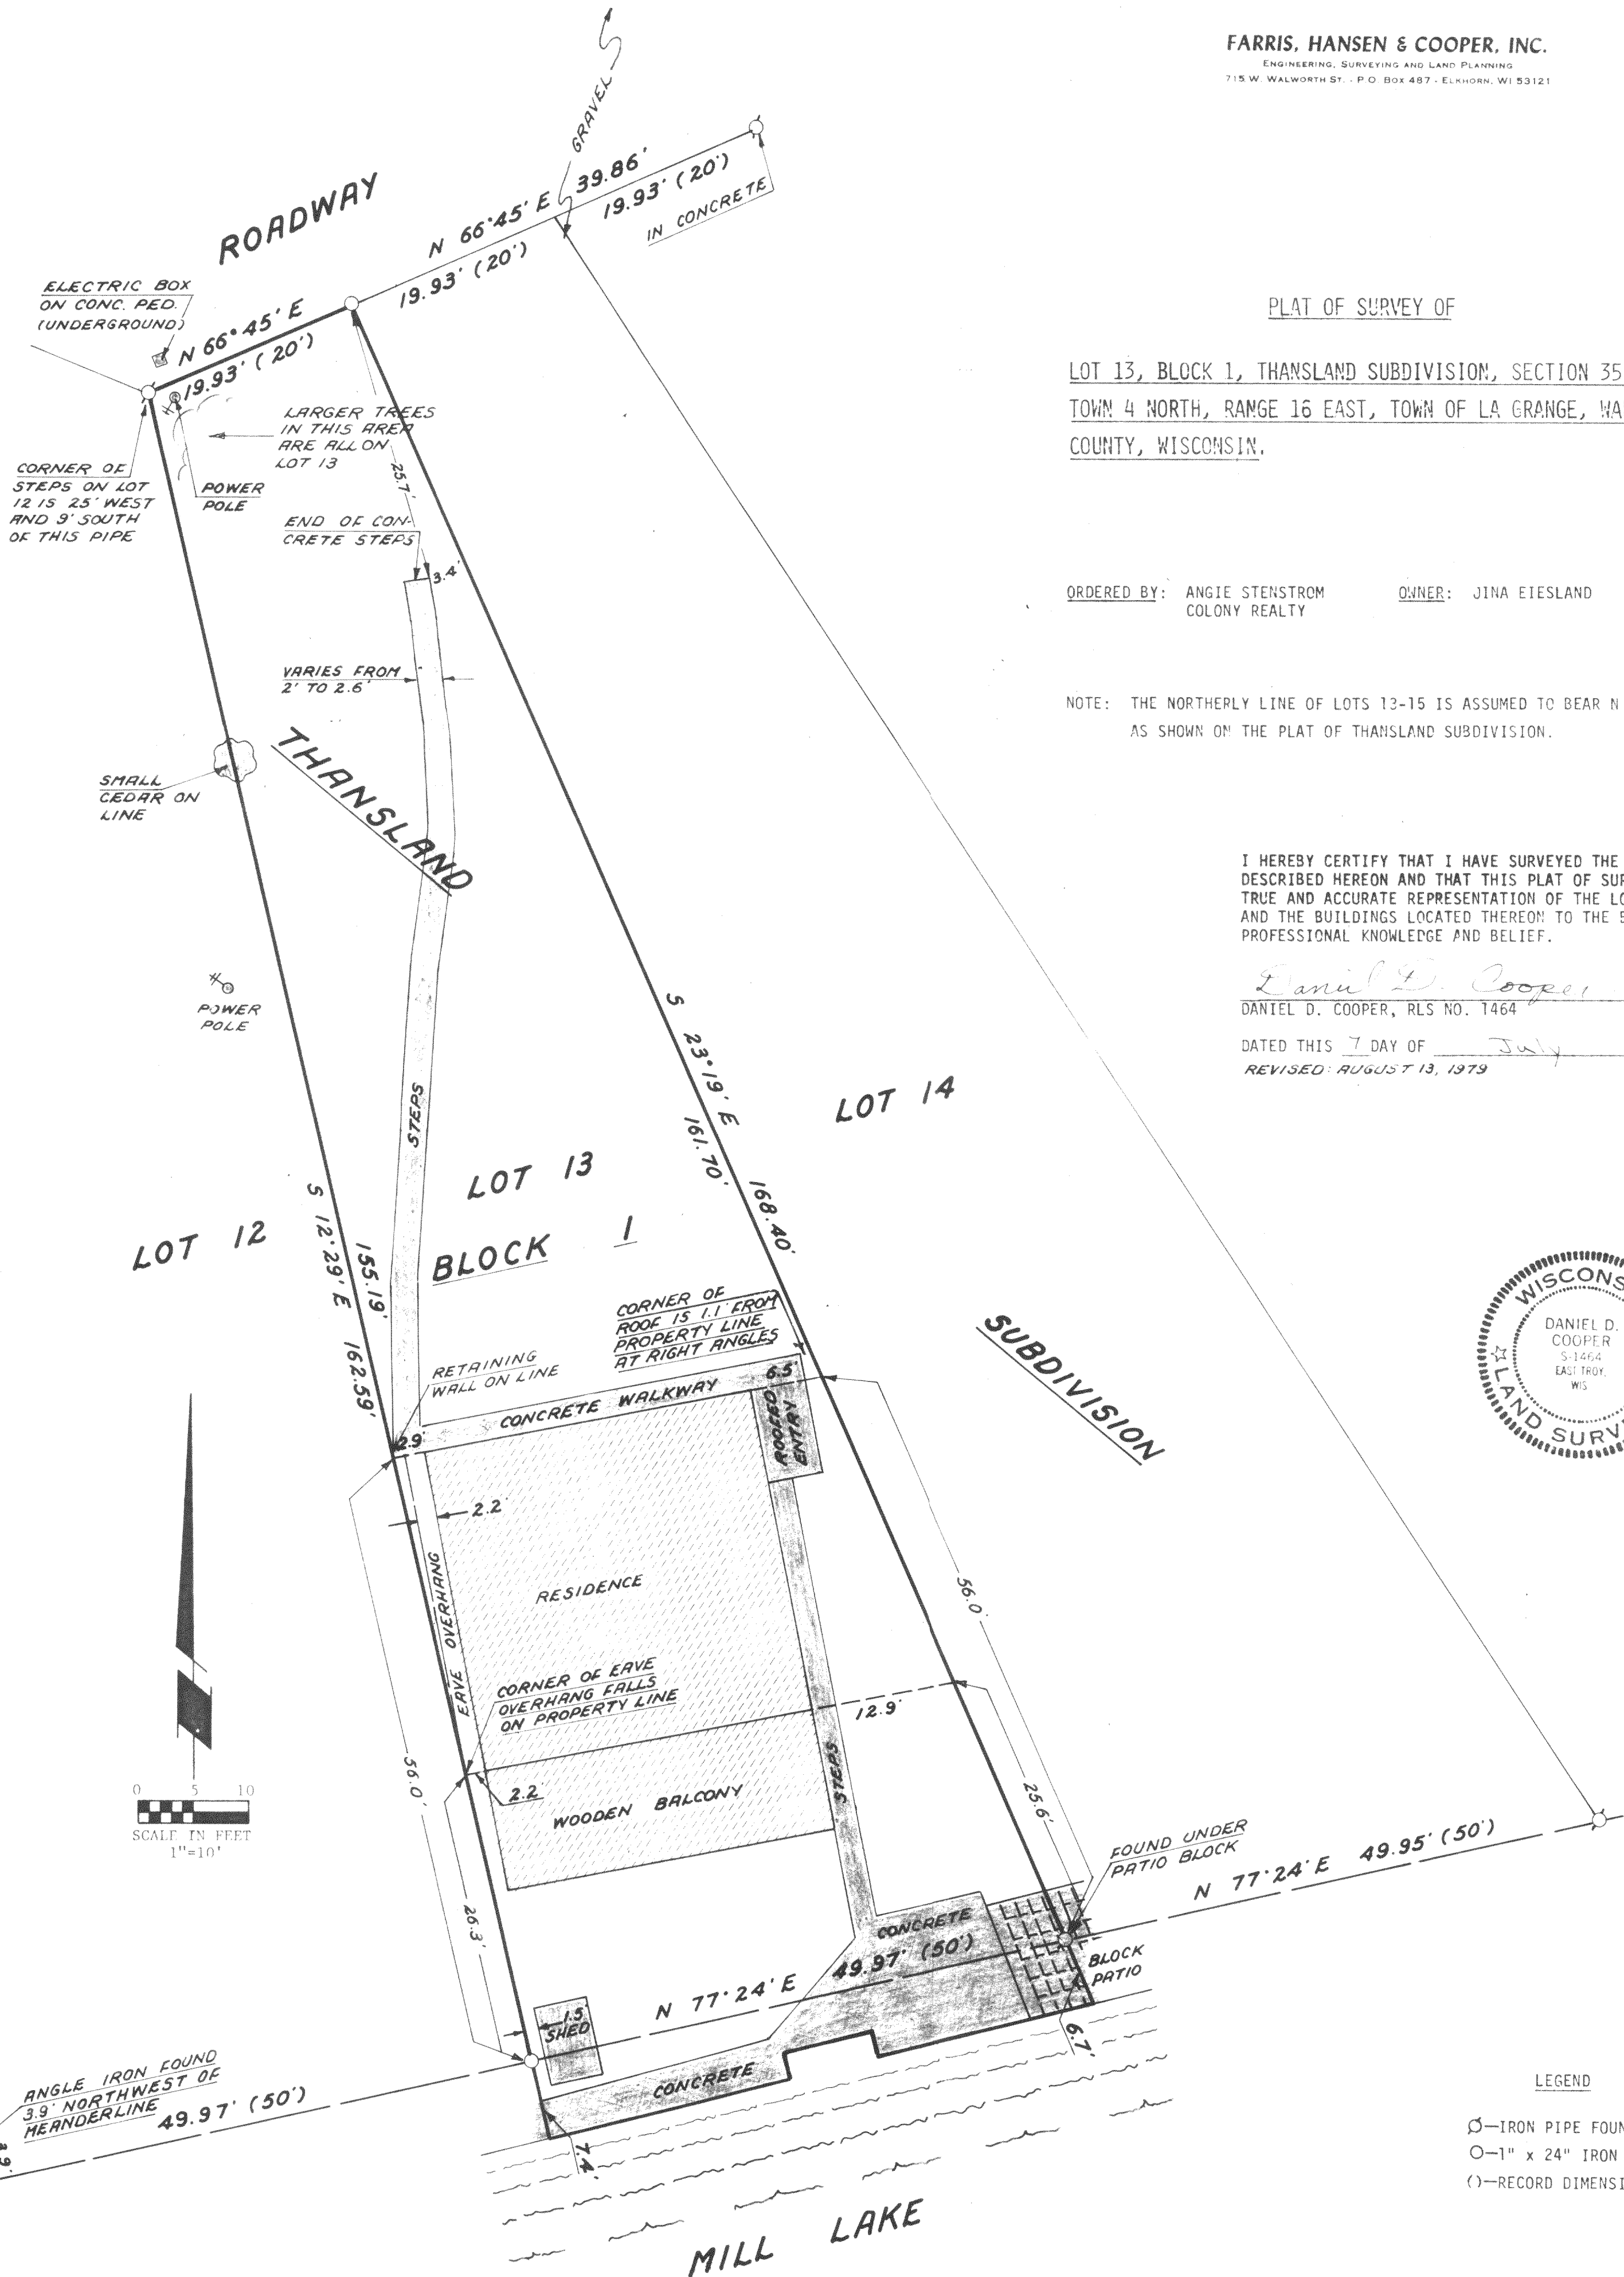 FARRIS, HANSEN & COOPER, INC.
ENGINEERING, SURVEYING AND LAND PLANNING
715 W. WALWORTH ST. - P.O. BOX 487 - ELKHORN, WI 53121
PLAT OF SURVEY OF
LOT 13, BLOCK 1, THANSLAND SUBDIVISION, SECTION 35
TOWN 4 NORTH, RANGE 16 EAST, TOWN OF LA GRANGE, WA
COUNTY, WISCONSIN.
ORDERED BY: ANGIE STENSTROM
COLONY REALTY
OWNER: JINA EIESLAND
NOTE: THE NORTHERLY LINE OF LOTS 13-15 IS ASSUMED TO BEAR N
AS SHOWN ON THE PLAT OF THANSLAND SUBDIVISION.
I HEREBY CERTIFY THAT I HAVE SURVEYED THE
DESCRIBED HEREON AND THAT THIS PLAT OF SUR
TRUE AND ACCURATE REPRESENTATION OF THE LO
AND THE BUILDINGS LOCATED THEREON TO THE
PROFESSIONAL KNOWLEDGE AND BELIEF.
Daniel D. Cooper
DANIEL D. COOPER, RLS NO. 1464
DATED THIS 7 DAY OF July
REVISED: AUGUST 13, 1979
WISCONS
DANIEL D.
COOPER
S-1464
EAST TROY,
WIS
LAND SURV
LEGEND
Ø—IRON PIPE FOUN
O—1" x 24" IRON
()—RECORD DIMENSI
GRAVEL
ROADWAY
N 66°45' E 39.86'
19.93' (20')
19.93' (20')
IN CONCRETE
ELECTRIC BOX
ON CONC. PED.
(UNDERGROUND)
N 66°45' E
19.93' (20')
LARGER TREES
IN THIS AREA
ARE ALL ON
LOT 13
CORNER OF
STEPS ON LOT
12 IS 25' WEST
AND 9' SOUTH
OF THIS PIPE
POWER
POLE
25.7'
END OF CON-
CRETE STEPS
3.4'
VARIES FROM
2' TO 2.6'
THANSLAND
SMALL
CEDAR ON
LINE
POWER
POLE
STEPS
S 23°19' E
161.70'
168.40'
LOT 14
LOT 13
LOT 12
BLOCK 1
S 12°29' E
155.19'
162.59'
CORNER OF
ROOF IS 1.1' FROM
PROPERTY LINE
AT RIGHT ANGLES
RETAINING
WALL ON LINE
SUBDIVISION
CONCRETE WALKWAY
6.5'
ROOFED
ENTRY
2.9'
2.2'
EAVE OVERHANG
RESIDENCE
56.0'
CORNER OF EAVE
OVERHANG FALLS
ON PROPERTY LINE
12.9'
STEPS
56.0'
2.2
WOODEN BALCONY
25.6'
0 5 10
SCALE IN FEET
1"=10'
FOUND UNDER
PATIO BLOCK
N 77°24' E 49.95' (50')
26.3'
CONCRETE
N 77°24' E 49.97' (50')
BLOCK
PATIO
1.5
SHED
6.7'
CONCRETE
ANGLE IRON FOUND
3.9' NORTHWEST OF
MEANDERLINE
49.97' (50')
3.9'
7.4'
MILL LAKE